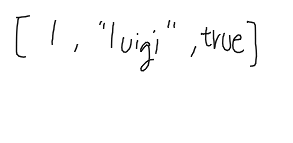 [ 1 , "luigi" , true]